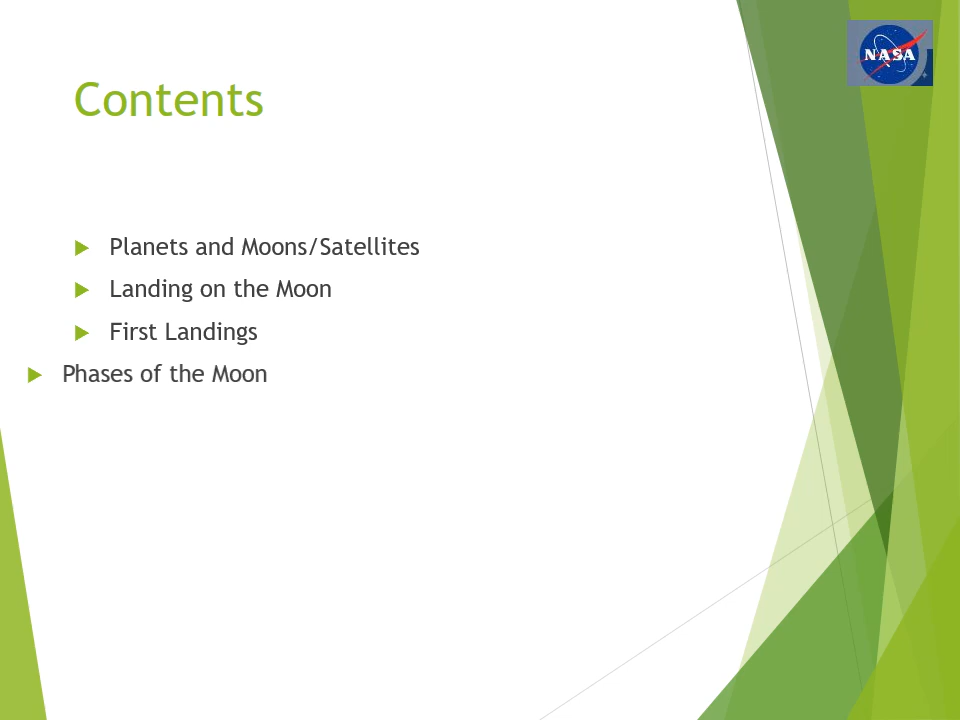 NASA
Contents
Planets and Moons/Satellites
Landing on the Moon
First Landings
Phases of the Moon